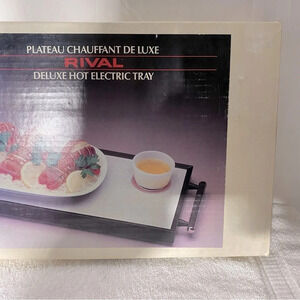 PLATEAU CHAUFFANT DE LUXE
RIVAL
DELUXE HOT ELECTRIC TRAY